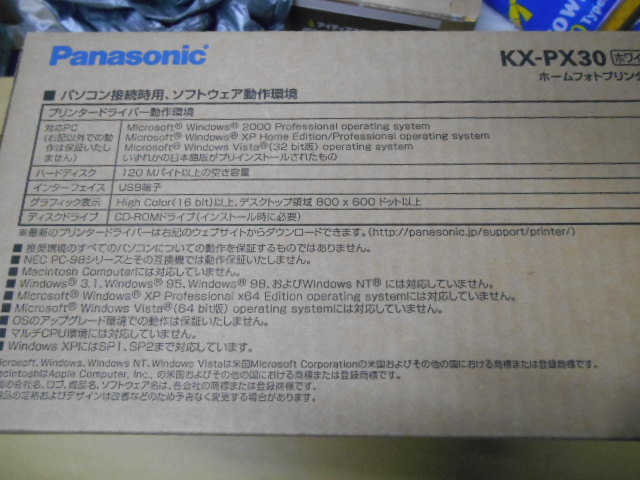 Panasonic
KX-PX30 ホワイ
ホームフォトプリンタ
■ パソコン接続時用、ソフトウェア動作環境
プリンタードライバー動作環境
対応PC
(右記以外での動
作は保証いたし
ません)
Microsoft® Windows® 2000 Professional operating system
Microsoft® Windows® XP Home Edition/Professional operating system
Microsoft® Windows Vista®(32 bit版) operating system
いずれかの日本語版がプリインストールされたもの
ハードディスク 120 Mバイト以上の空き容量
インターフェイス USB端子
グラフィック表示 High Color(16 bit)以上、デスクトップ領域 800 x 600 ドット以上
ディスクドライブ CD-ROMドライブ(インストール時に必要)
※最新のプリンタードライバーは右記のウェブサイトからダウンロードできます。(http://panasonic.jp/support/printer/)
■ 推奨環境のすべてのパソコンについての動作を保証するものではありません。
■ NEC PC-98シリーズとその互換機では動作保証いたしません。
■ Macintosh Computerには対応していません。
■ Windows® 3.1, Windows® 95, Windows® 98, およびWindows NT® には対応していません。
■ Microsoft® Windows® XP Professional x64 Edition operating systemには対応していません。
■ Microsoft® Windows Vista®(64 bit版) operating systemには対応していません。
■ OSのアップグレード環境での動作は保証いたしません。
■ マルチCPU環境には対応していません。
■ Windows XPにはSP1、SP2まで対応しています。
icrosoft, Windows, Windows NT, Windows Vistaは米国Microsoft Corporationの米国およびその他の国における商標または登録商標です。
acintoshはApple Computer, Inc., の米国およびその他の国における商標または登録商標です。
の会社名、ロゴ、商品名、ソフトウェア名は、各会社の商標または登録商標です。
品の定格およびデザインは改善などのため予告なく変更する場合があります。